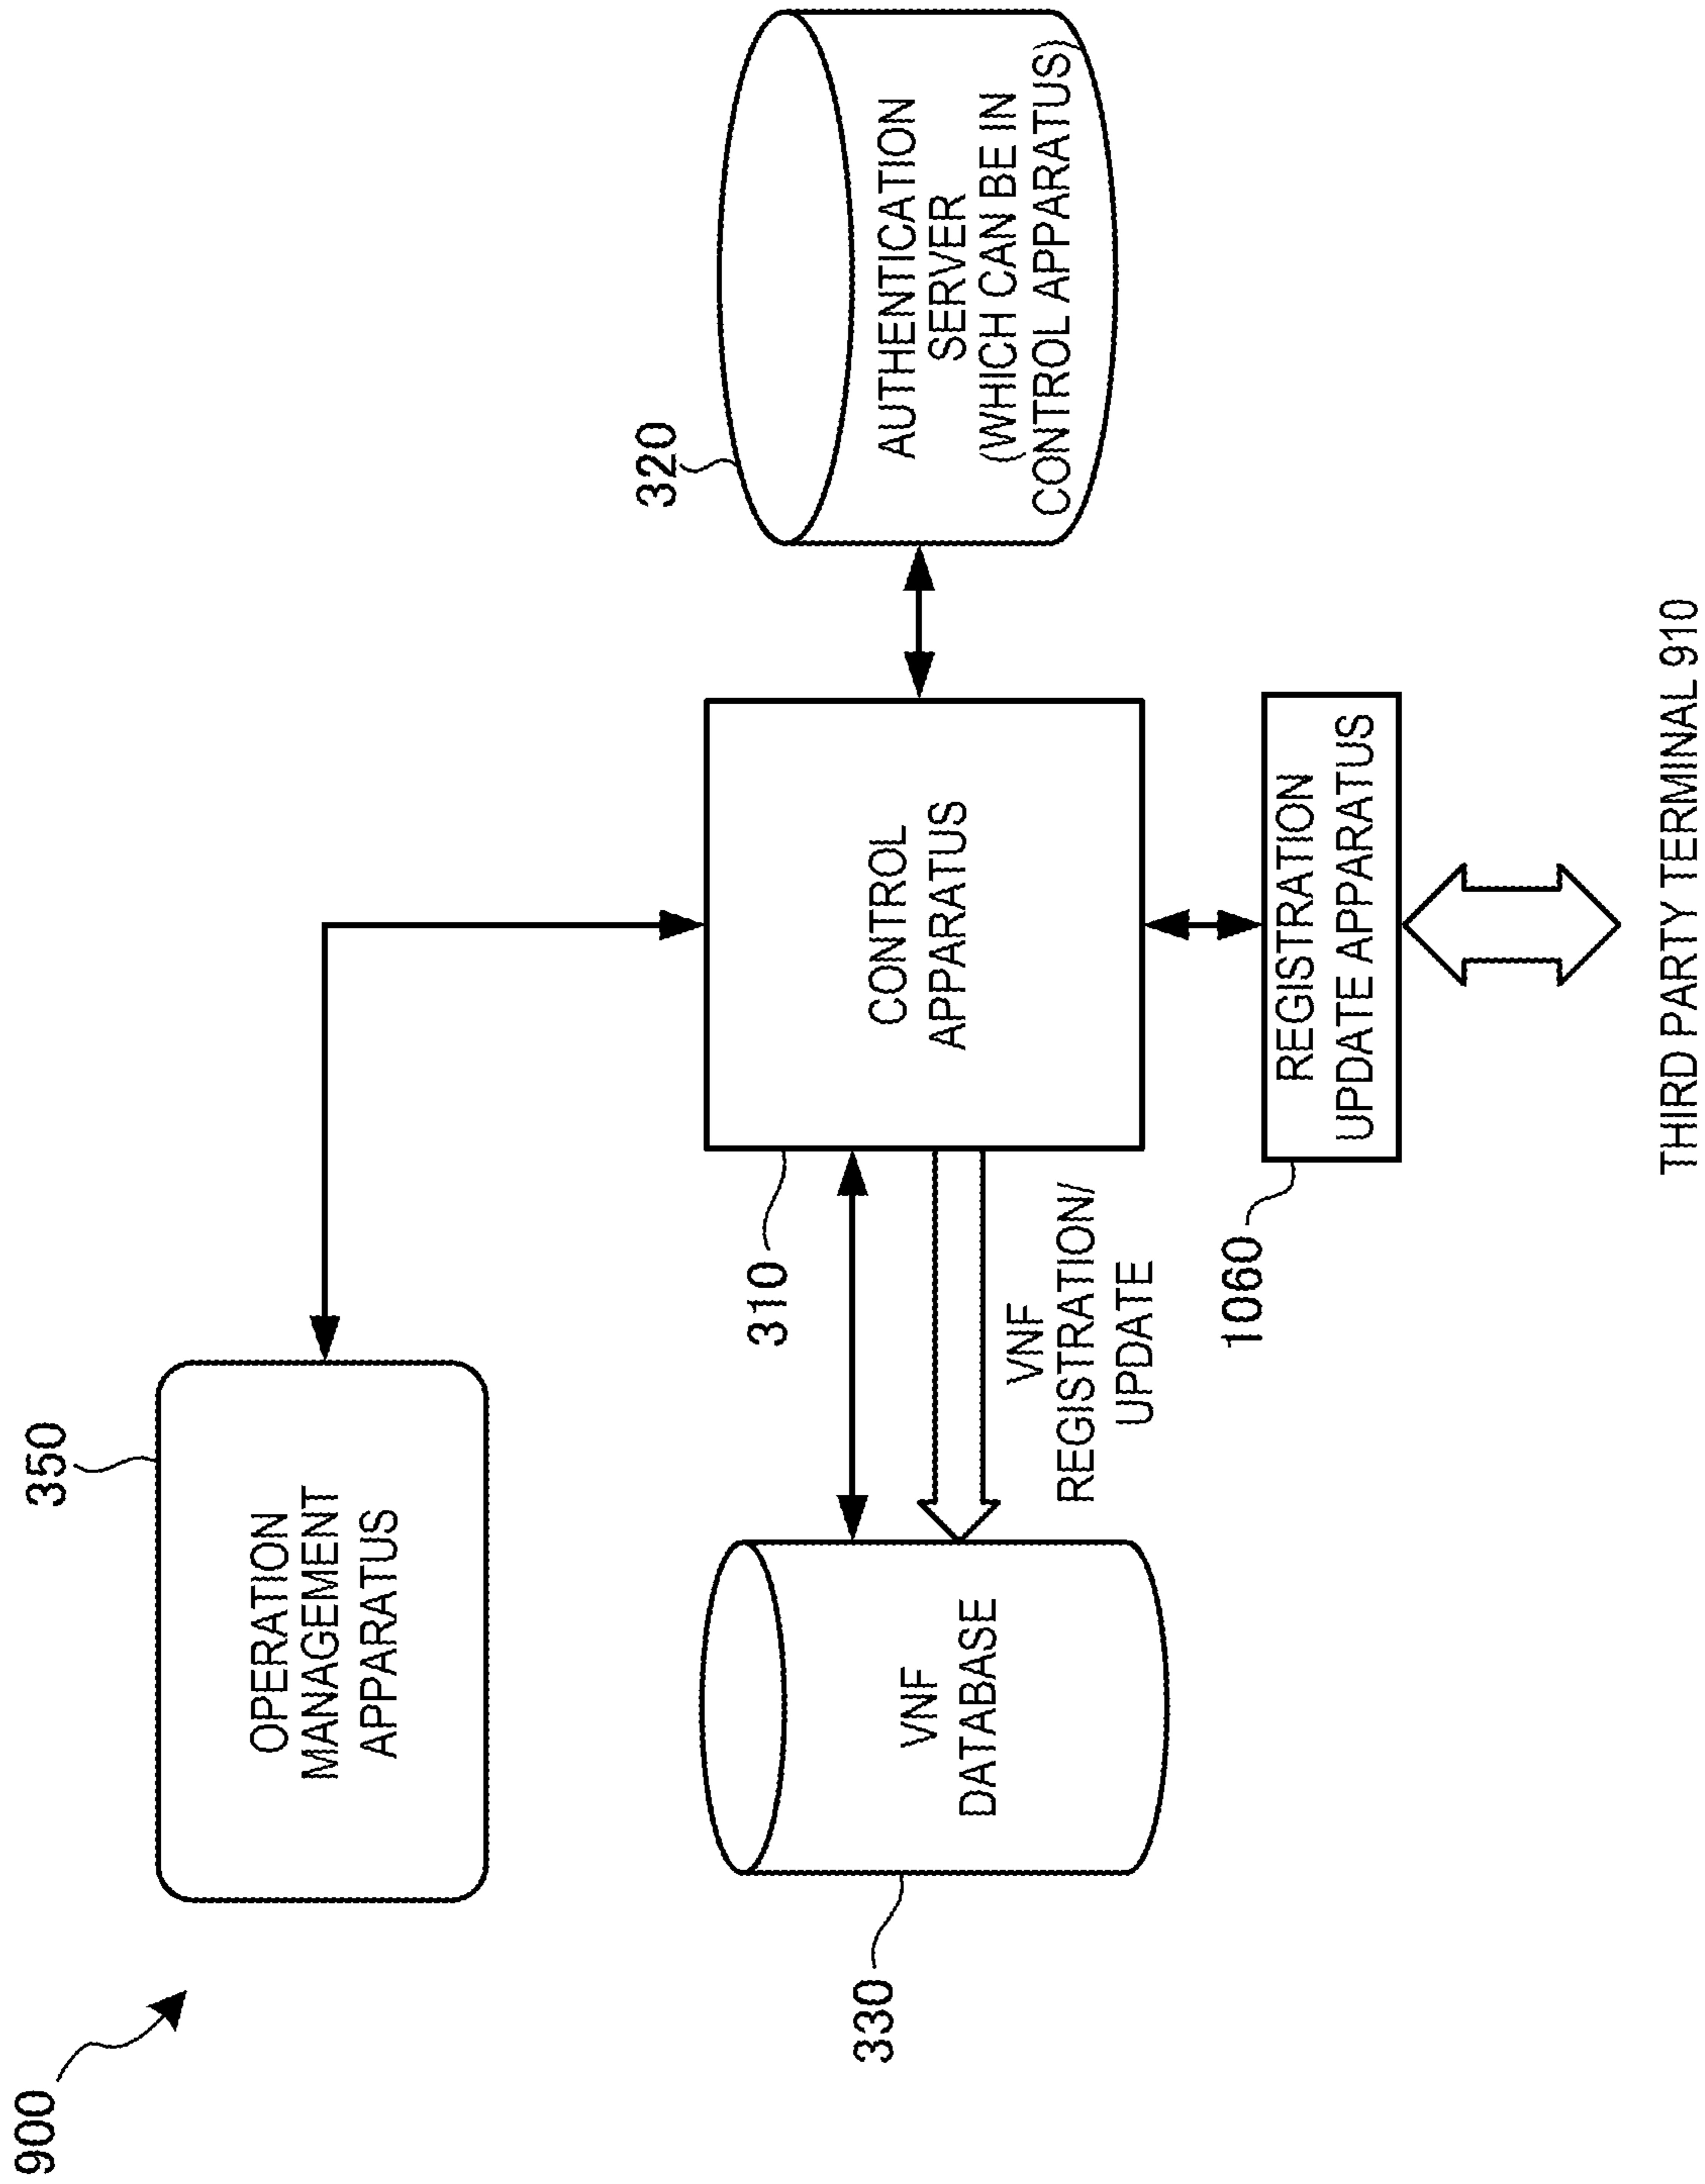 900
350
OPERATION
MANAGEMENT
APPARATUS
320
AUTHENTICATION
SERVER
(WHICH CAN BE IN
CONTROL APPARATUS)
330
VNF
DATABASE
310
CONTROL
APPARATUS
VNF
REGISTRATION/
UPDATE
1060
REGISTRATION
UPDATE APPARATUS
THIRD PARTY TERMINAL 910